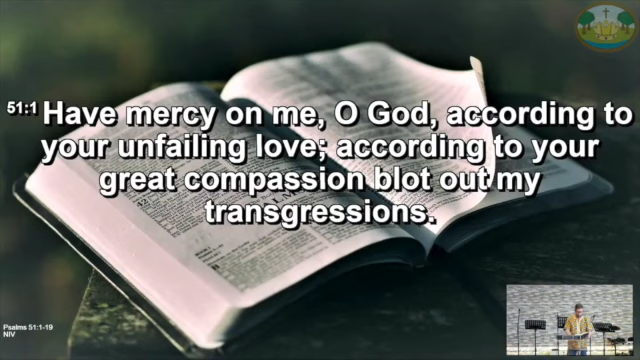 51:1 Have mercy on me, O God, according to
your unfailing love; according to your
great compassion blot out my
transgressions.
Psalms 51:1-19
NIV